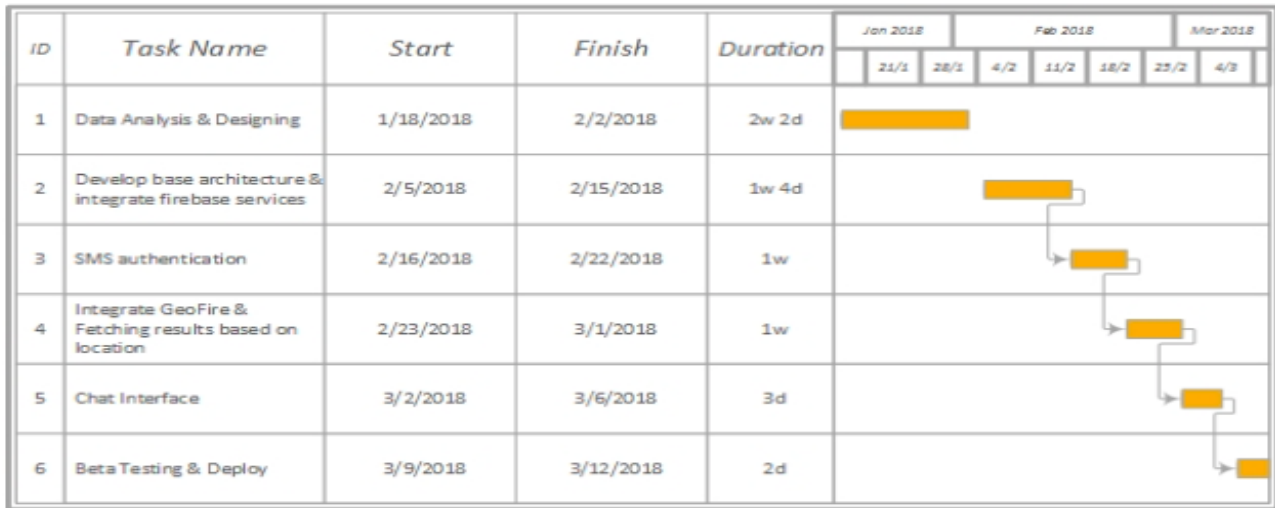 ID Task Name Start Finish Duration Jan 2018 Feb 2018 Mar 2018
21/1 28/1 4/2 11/2 18/2 25/2 4/3
1 Data Analysis & Designing 1/18/2018 2/2/2018 2w 2d
2 Develop base architecture & integrate firebase services 2/5/2018 2/15/2018 1w 4d
3 SMS authentication 2/16/2018 2/22/2018 1w
4 Integrate GeoFire & Fetching results based on location 2/23/2018 3/1/2018 1w
5 Chat Interface 3/2/2018 3/6/2018 3d
6 Beta Testing & Deploy 3/9/2018 3/12/2018 2d